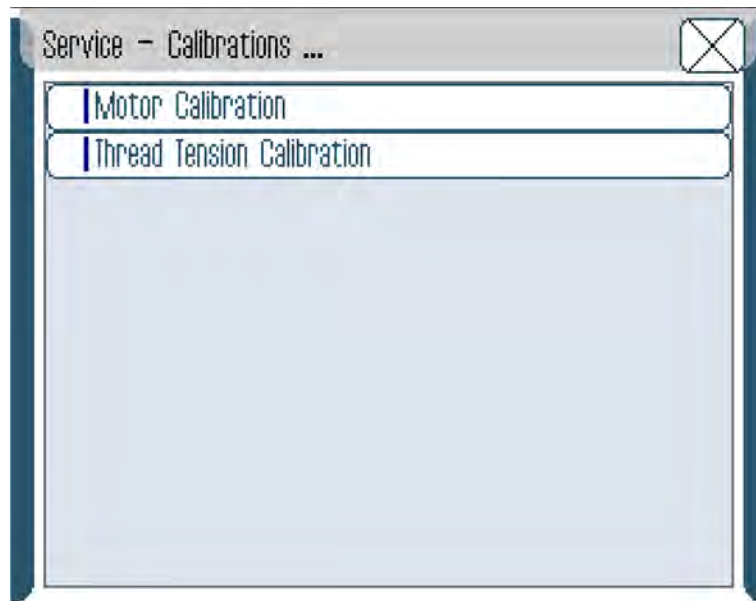 Service - Calibrations ...
Motor Calibration
Thread Tension Calibration